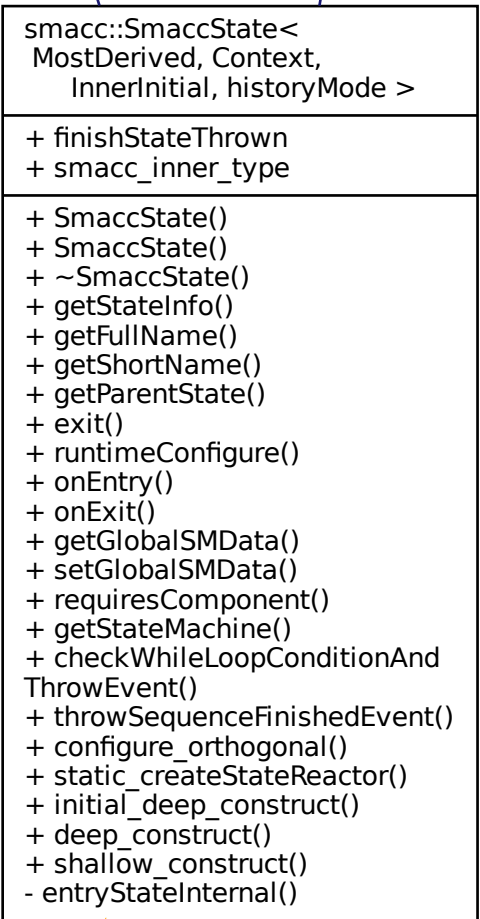 smacc::SmaccState<
MostDerived, Context,
InnerInitial, historyMode >
+ finishStateThrown
+ smacc_inner_type
+ SmaccState()
+ SmaccState()
+ ~SmaccState()
+ getStateInfo()
+ getFullName()
+ getShortName()
+ getParentState()
+ exit()
+ runtimeConfigure()
+ onEntry()
+ onExit()
+ getGlobalSMData()
+ setGlobalSMData()
+ requiresComponent()
+ getStateMachine()
+ checkWhileLoopConditionAnd
ThrowEvent()
+ throwSequenceFinishedEvent()
+ configure_orthogonal()
+ static_createStateReactor()
+ initial_deep_construct()
+ deep_construct()
+ shallow_construct()
- entryStateInternal()